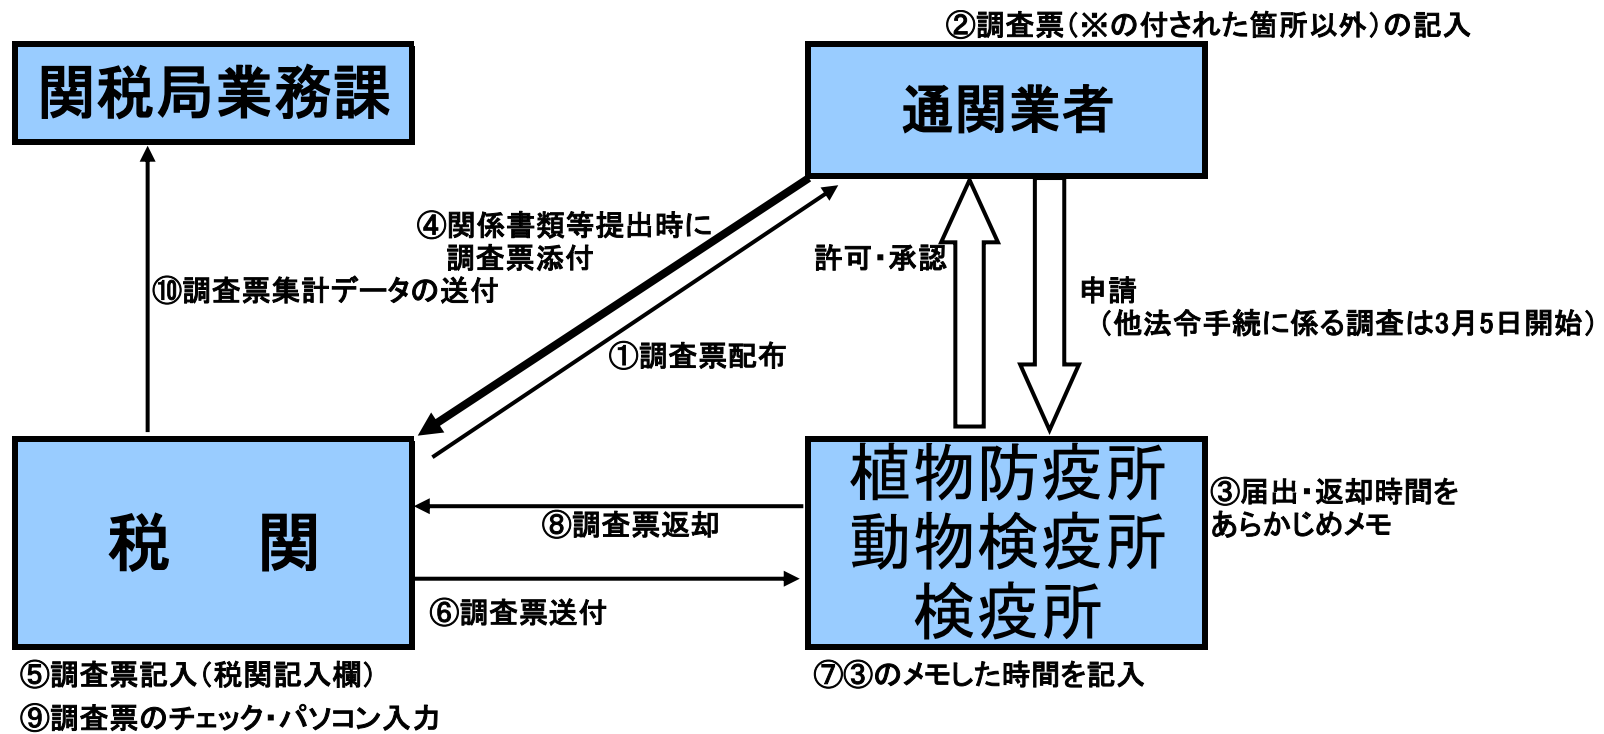 ②調査票（※の付された箇所以外）の記入
関税局業務課
通関業者
④関係書類等提出時に
調査票添付
許可・承認
⑩調査票集計データの送付
申請
（他法令手続に係る調査は3月5日開始）
①調査票配布
税　関
植物防疫所
動物検疫所
検疫所
③届出・返却時間を
あらかじめメモ
⑧調査票返却
⑥調査票送付
⑤調査票記入（税関記入欄）
⑦③のメモした時間を記入
⑨調査票のチェック・パソコン入力